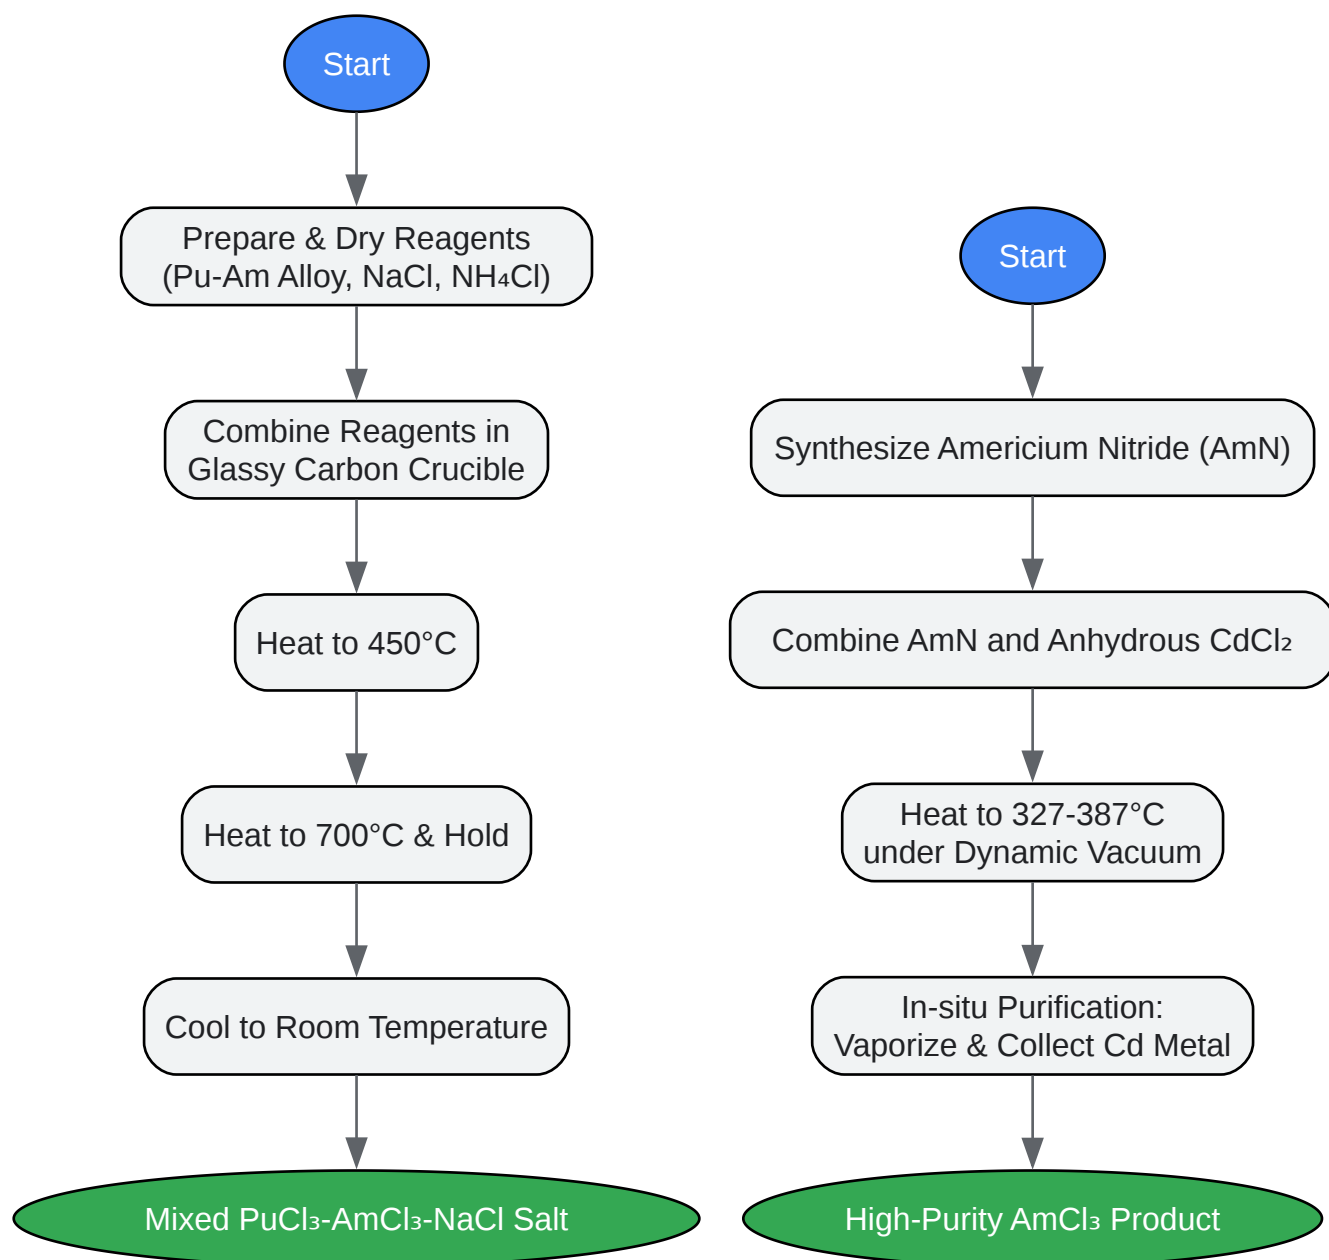 Start
Prepare & Dry Reagents
(Pu-Am Alloy, NaCl, NH₄Cl)
Combine Reagents in
Glassy Carbon Crucible
Heat to 450°C
Heat to 700°C & Hold
Cool to Room Temperature
Mixed PuCl₃-AmCl₃-NaCl Salt
Start
Synthesize Americium Nitride (AmN)
Combine AmN and Anhydrous CdCl₂
Heat to 327-387°C
under Dynamic Vacuum
In-situ Purification:
Vaporize & Collect Cd Metal
High-Purity AmCl₃ Product